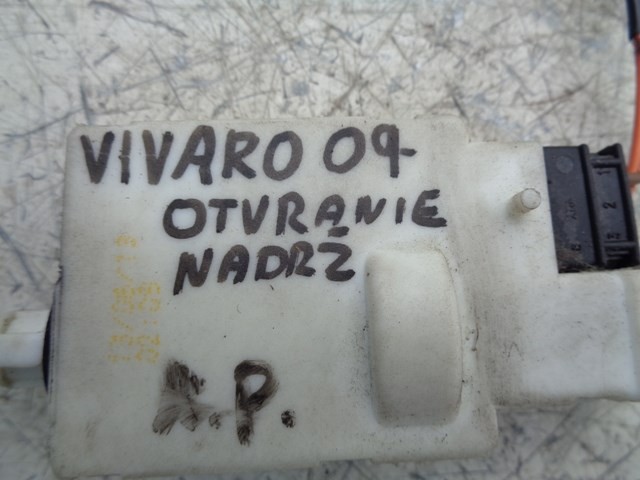 VIVARO 09-
OTVRANIE
NADRŽ
.P.